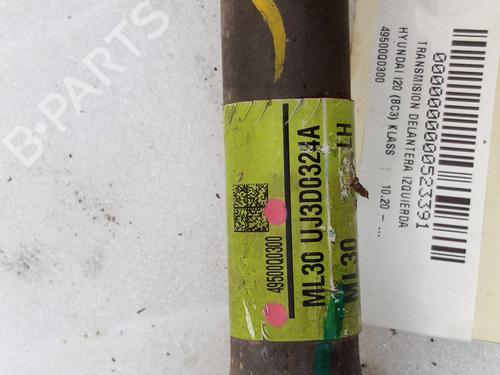 49500Q0300
ML30 UJ3D0324A
ML30 LH
0000000000523391
TRANSMISION DELANTERA IZQUIERDA
HYUNDAI I20 (BC3) KLASS | 10.20 - ...
49500Q0300
B-PARTS